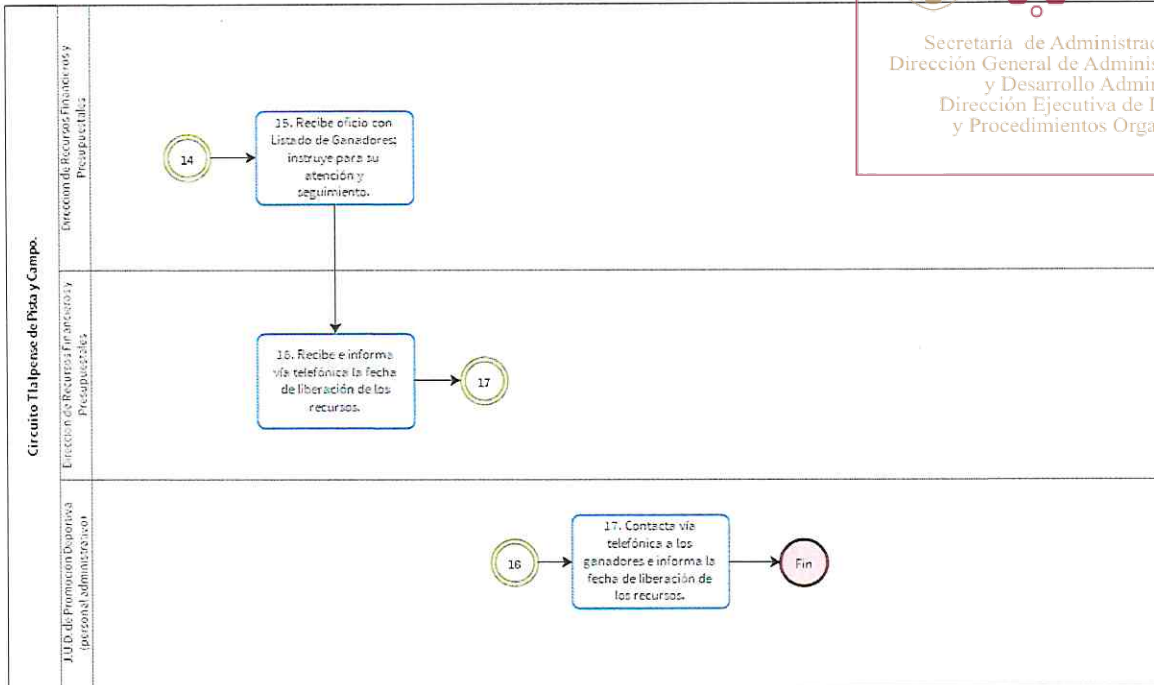 Secretaría de Administrac
Dirección General de Adminis
y Desarrollo Admin
Dirección Ejecutiva de
y Procedimientos Orga
Circuito Tlalpense de Pista y Campo.
Dirección de Recursos Financieros y
Presupuestales
14
15. Recibe oficio con
Listado de Ganadores;
instruye para su
atención y
seguimiento.
Dirección de Recursos Financieros y
Presupuestales
16. Recibe e informa
vía telefónica la fecha
de liberación de los
recursos.
17
J.U.D. de Promoción Deportiva
(personal administrativo)
16
17. Contacta vía
telefónica a los
ganadores e informa la
fecha de liberación de
los recursos.
Fin